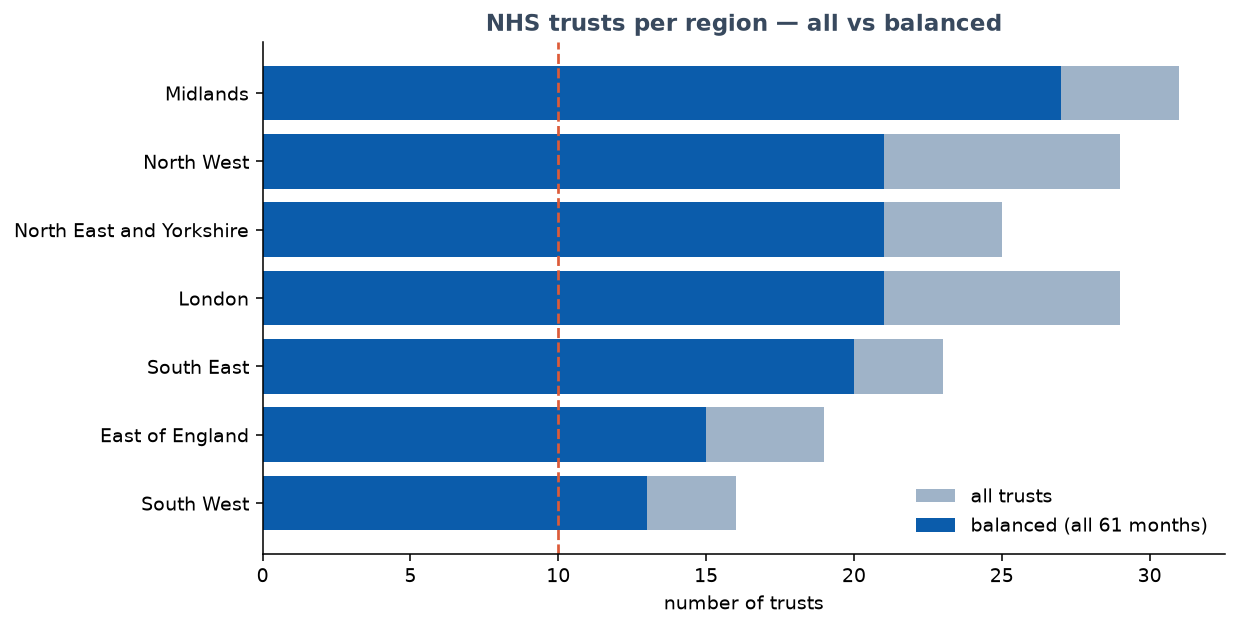 NHS trusts per region — all vs balanced
Midlands
North West
North East and Yorkshire
London
South East
East of England
South West
all trusts
balanced (all 61 months)
0 5 10 15 20 25 30
number of trusts